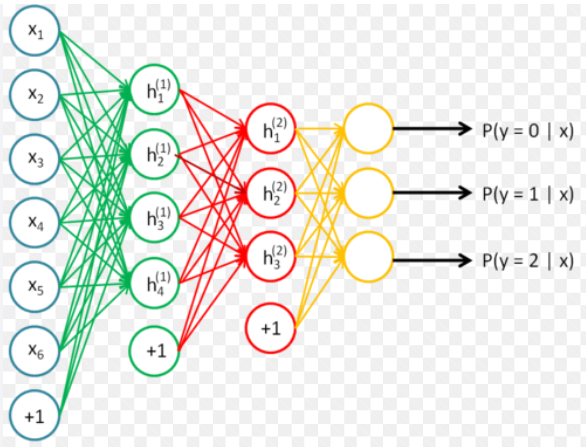 x₁
x₂
x₃
x₄
x₅
x₆
+1
h₁⁽¹⁾
h₂⁽¹⁾
h₃⁽¹⁾
h₄⁽¹⁾
+1
h₁⁽²⁾
h₂⁽²⁾
h₃⁽²⁾
+1
P(y = 0 | x)
P(y = 1 | x)
P(y = 2 | x)